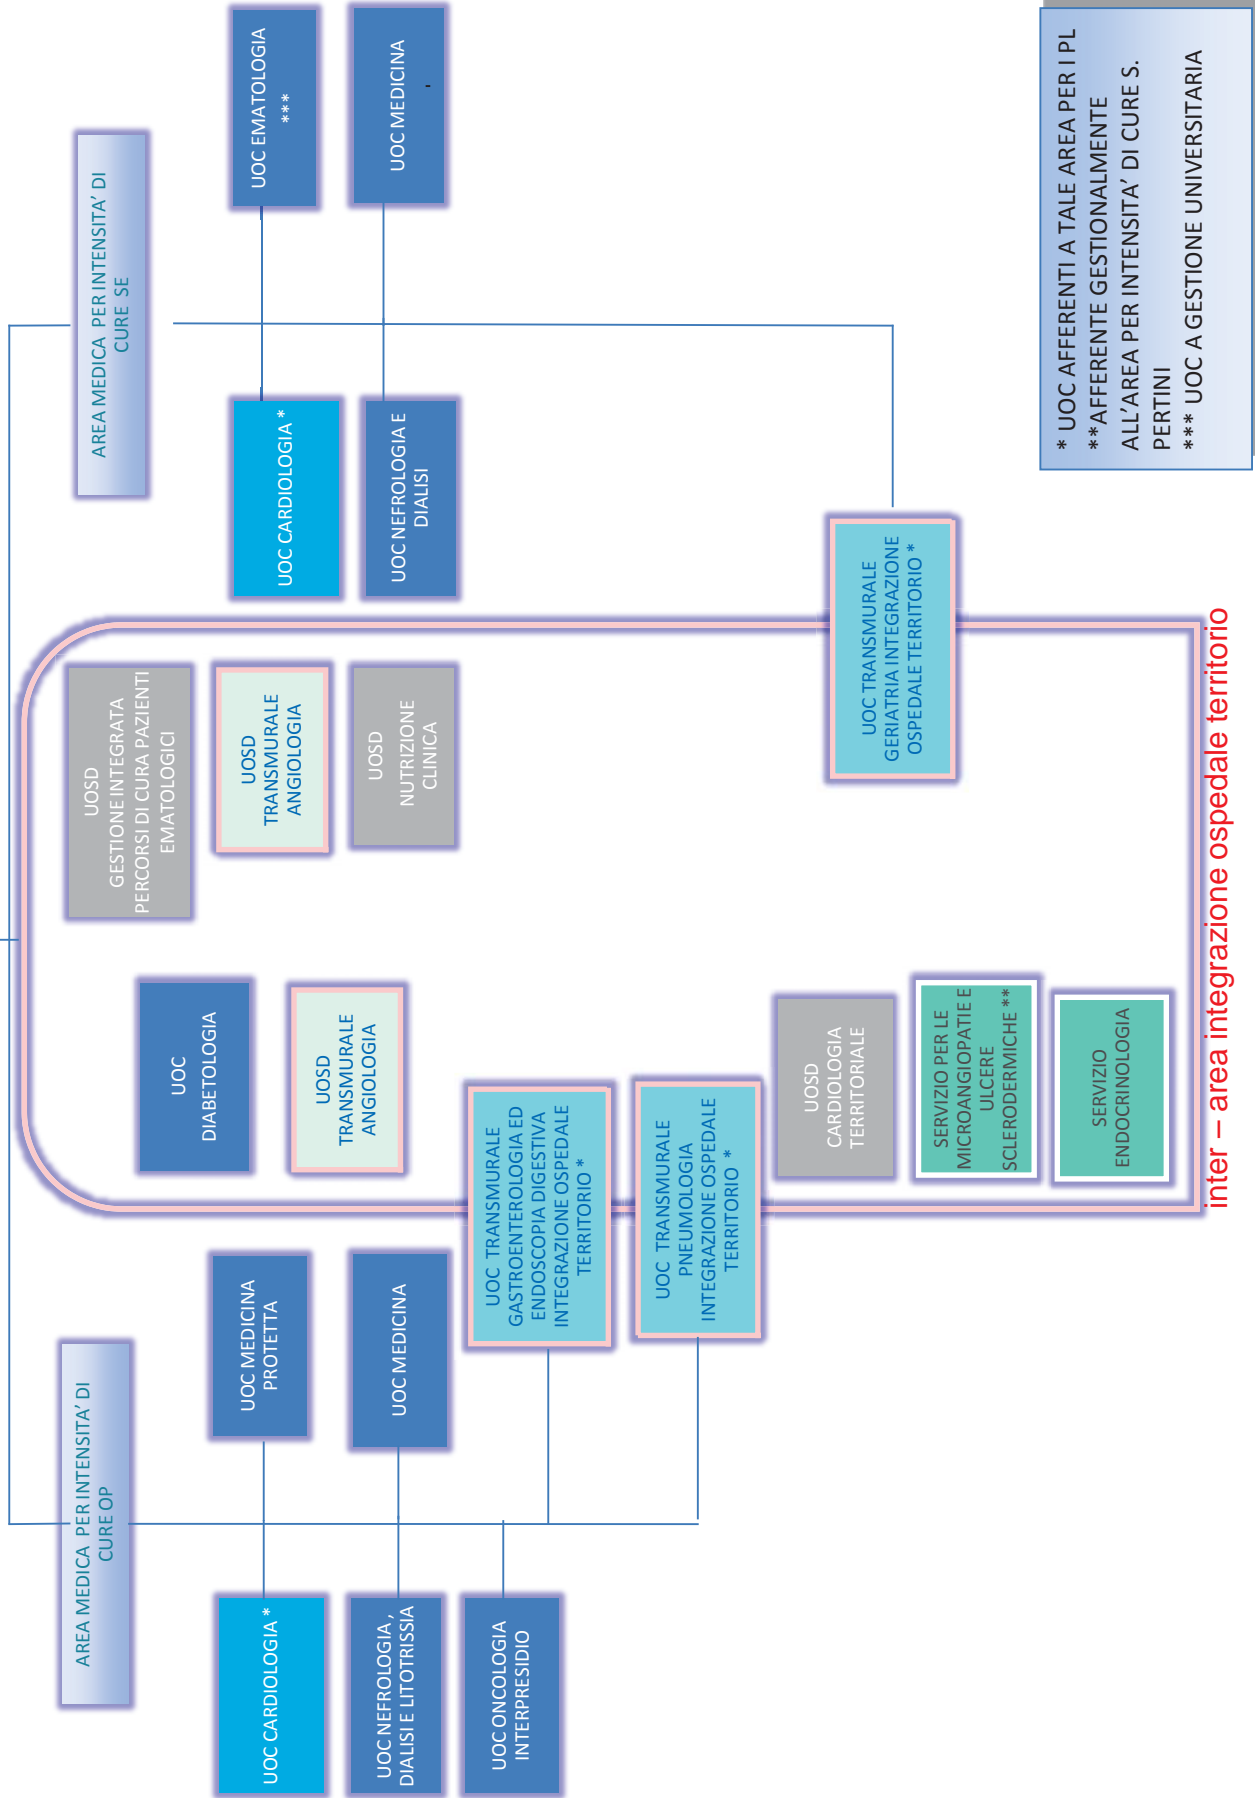 AREA MEDICA PER INTENSITA' DI
CURE OP
AREA MEDICA PER INTENSITA' DI
CURE SE
UOC CARDIOLOGIA *
UOC MEDICINA
PROTETTA
UOC NEFROLOGIA,
DIALISI E LITOTRISSIA
UOC MEDICINA
UOC ONCOLOGIA
INTERPRESIDIO
UOC TRANSMURALE
GASTROENTEROLOGIA ED
ENDOSCOPIA DIGESTIVA
INTEGRAZIONE OSPEDALE
TERRITORIO *
UOC TRANSMURALE
PNEUMOLOGIA
INTEGRAZIONE OSPEDALE
TERRITORIO *
UOC
DIABETOLOGIA
UOSD
TRANSMURALE
ANGIOLOGIA
UOSD
GESTIONE INTEGRATA
PERCORSI DI CURA PAZIENTI
EMATOLOGICI
UOSD
TRANSMURALE
ANGIOLOGIA
UOSD
NUTRIZIONE
CLINICA
UOSD
CARDIOLOGIA
TERRITORIALE
SERVIZIO PER LE
MICROANGIOPATIE E
ULCERE
SCLERODERMICHE **
SERVIZIO
ENDOCRINOLOGIA
UOC CARDIOLOGIA *
UOC EMATOLOGIA
***
UOC NEFROLOGIA E
DIALISI
UOC MEDICINA
UOC TRANSMURALE
GERIATRIA INTEGRAZIONE
OSPEDALE TERRITORIO *
inter – area integrazione ospedale territorio
* UOC AFFERENTI A TALE AREA PER I PL
**AFFERENTE GESTIONALMENTE
ALL'AREA PER INTENSITA' DI CURE S.
PERTINI
*** UOC A GESTIONE UNIVERSITARIA